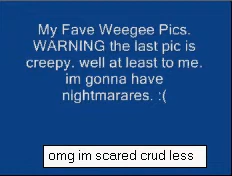 My Fave Weegee Pics.
WARNING the last pic is
creepy. well at least to me.
im gonna have
nightmarares. :(
omg im scared crud less